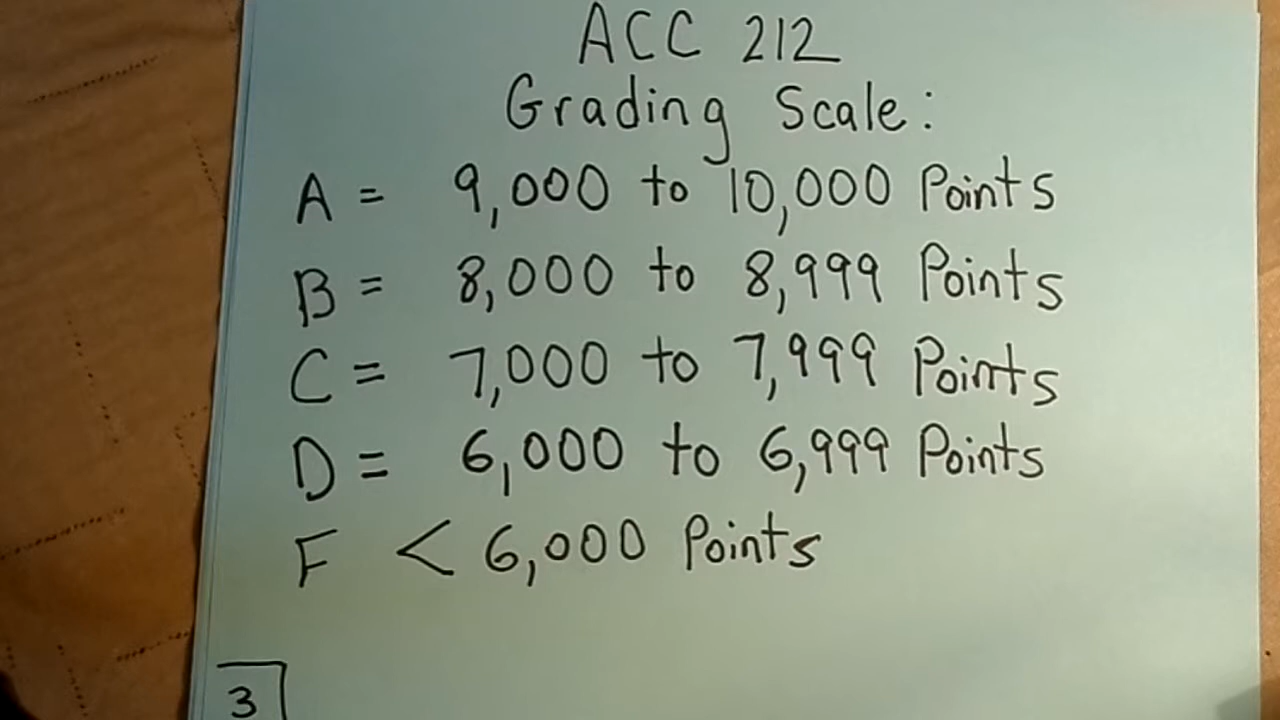 ACC 212
Grading Scale:
A = 9,000 to 10,000 Points
B = 8,000 to 8,999 Points
C = 7,000 to 7,999 Points
D = 6,000 to 6,999 Points
F < 6,000 Points
3